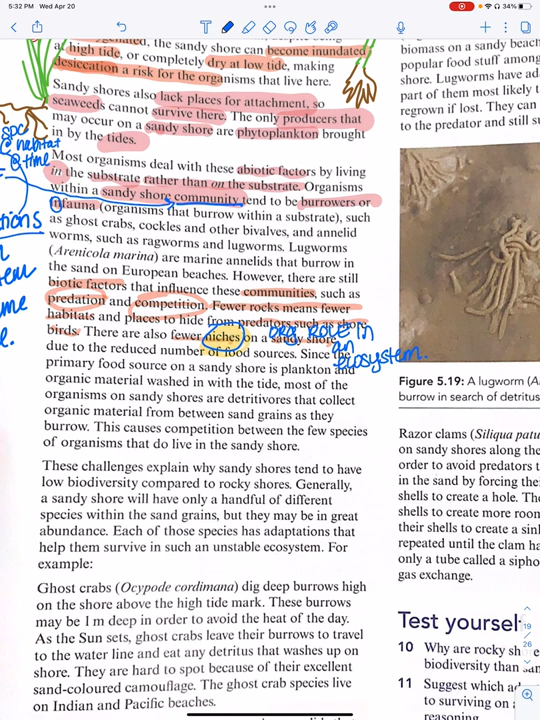 5:32 PM Wed Apr 20
34%
at high tide, or completely dry at low tide, making
desiccation a risk for the organisms that live here.
Sandy shores also lack places for attachment, so
seaweeds cannot survive there. The only producers that
may occur on a sandy shore are phytoplankton brought
in by the tides.
spc
@ habitat
@ time
Most organisms deal with these abiotic factors by living
in the substrate rather than on the substrate. Organisms
within a sandy shore community tend to be burrowers or
infauna (organisms that burrow within a substrate), such
as ghost crabs, cockles and other bivalves, and annelid
worms, such as ragworms and lugworms. Lugworms
(Arenicola marina) are marine annelids that burrow in
the sand on European beaches. However, there are still
biotic factors that influence these communities, such as
predation and competition. Fewer rocks means fewer
habitats and places to hide from predators such as shore
birds. There are also fewer niches on a sandy shore
due to the reduced number of food sources. Since the
primary food source on a sandy shore is plankton and
organic material washed in with the tide, most of the
organisms on sandy shores are detritivores that collect
organic material from between sand grains as they
burrow. This causes competition between the few species
of organisms that do live in the sandy shore.
in
an
ecosystem.
These challenges explain why sandy shores tend to have
low biodiversity compared to rocky shores. Generally,
a sandy shore will have only a handful of different
species within the sand grains, but they may be in great
abundance. Each of those species has adaptations that
help them survive in such an unstable ecosystem. For
example:
Ghost crabs (Ocypode cordimana) dig deep burrows high
on the shore above the high tide mark. These burrows
may be 1 m deep in order to avoid the heat of the day.
As the Sun sets, ghost crabs leave their burrows to travel
to the water line and eat any detritus that washes up on
shore. They are hard to spot because of their excellent
sand-coloured camouflage. The ghost crab species live
on Indian and Pacific beaches.
biomass on a sandy beach
popular food stuff among
shore. Lugworms have ad
part of them most likely t
regrown if lost. They can
to the predator and still su
Figure 5.19: A lugworm (A
burrow in search of detritus
Razor clams (Siliqua patu
on sandy shores along the
order to avoid predators t
in the sand by forcing thei
shells to create a hole. The
shells to create more room
their shells to create a sin
repeated until the clam ha
only a tube called a sipho
gas exchange.
Test yourself
10 Why are rocky sh
biodiversity than san
11 Suggest which ad
to surviving on
reasoning.
19
26